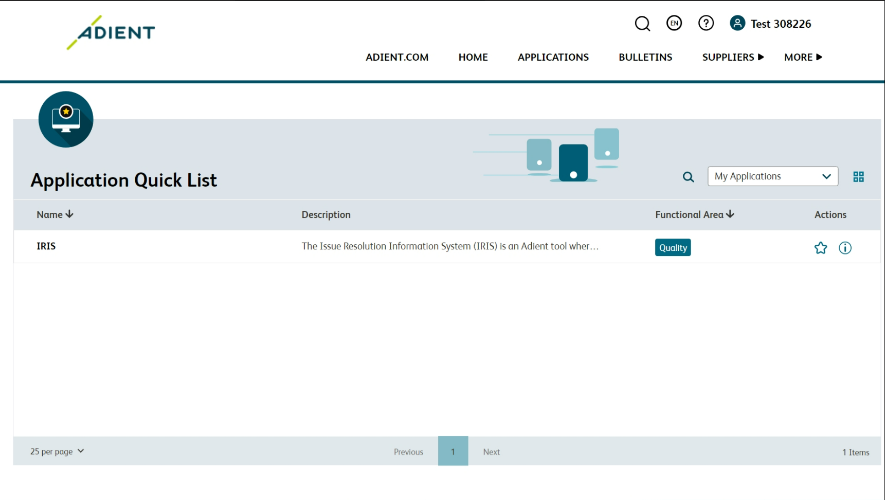 ADIENT
EN
?
Test 308226
ADIENT.COM HOME APPLICATIONS BULLETINS SUPPLIERS MORE
Application Quick List
My Applications
Name Description Functional Area Actions
IRIS The Issue Resolution Information System (IRIS) is an Adient tool wher... Quality
25 per page Previous 1 Next 1 Items